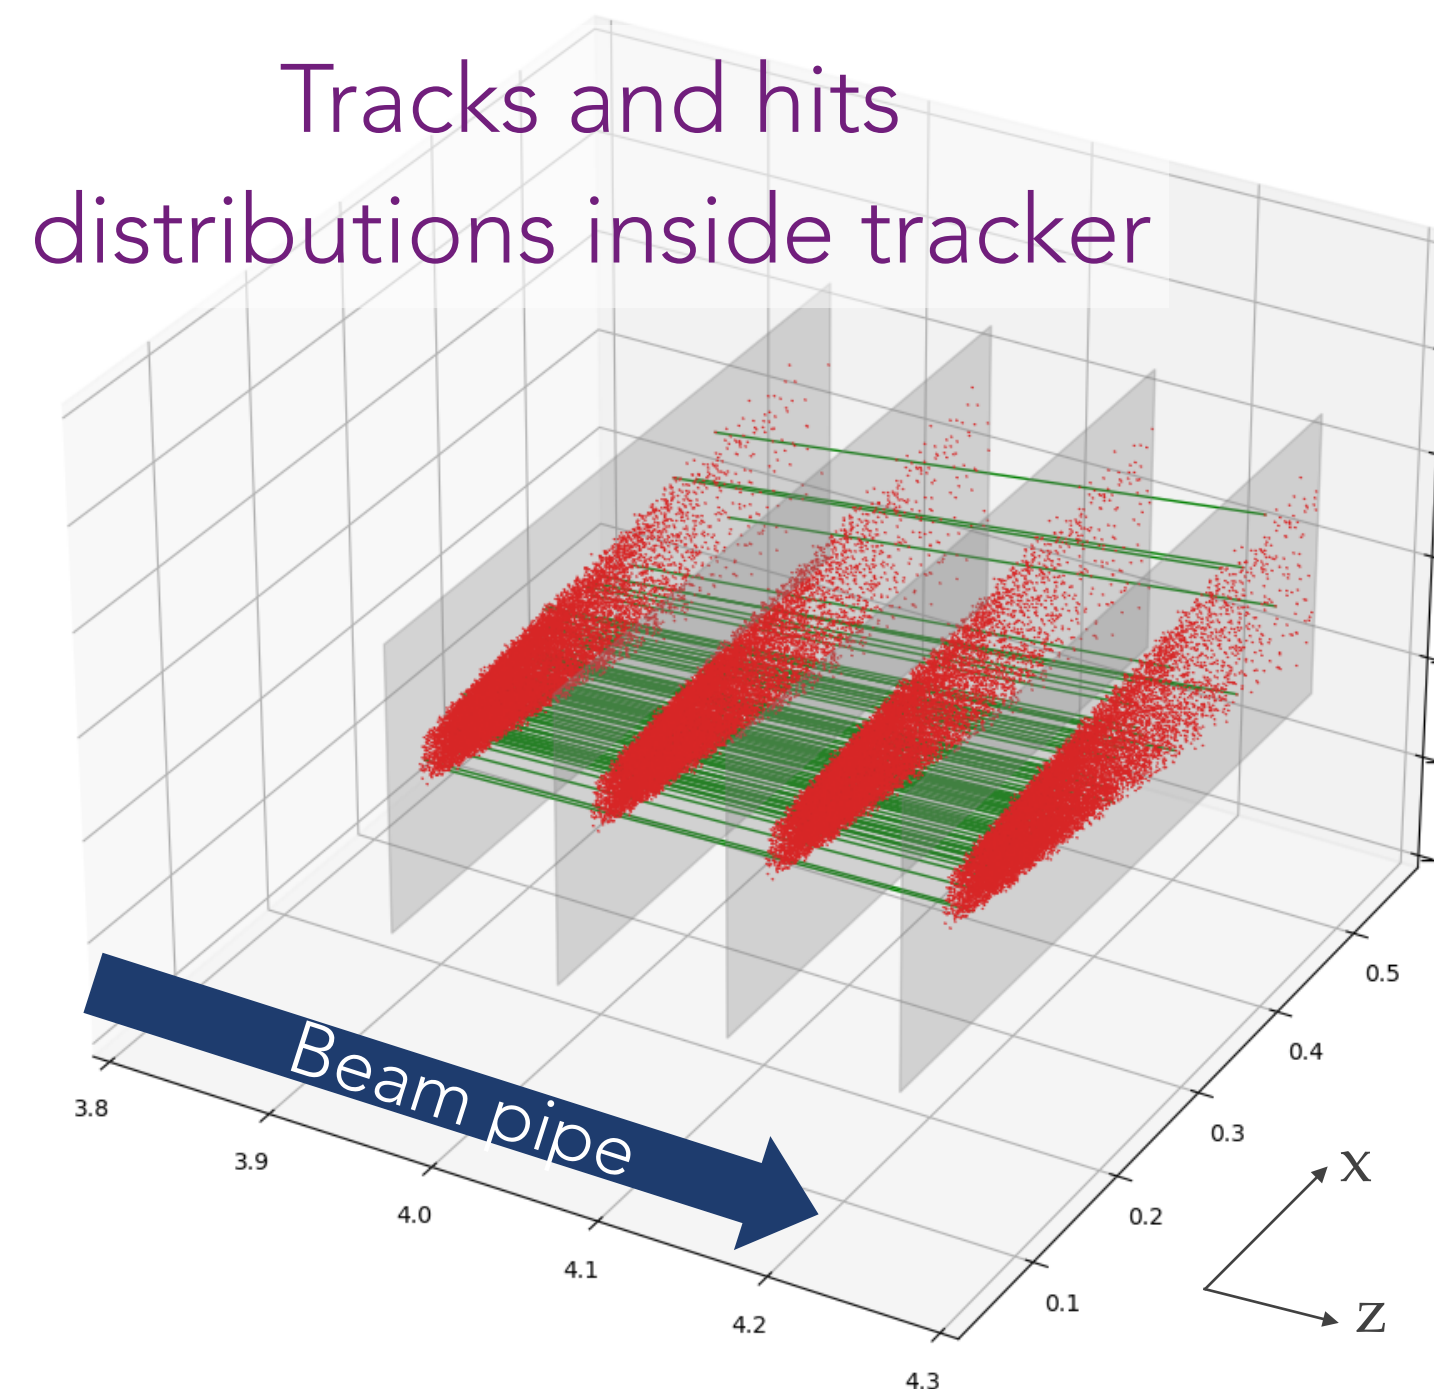 Tracks and hits
distributions inside tracker
Beam pipe
3.8
3.9
4.0
4.1
4.2
4.3
0.1
0.2
0.3
0.4
0.5
x
z